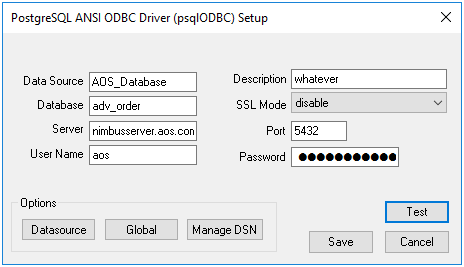 PostgreSQL ANSI ODBC Driver (psqlODBC) Setup
Data Source AOS_Database Description whatever
Database adv_order SSL Mode disable
Server nimbusserver.aos.con Port 5432
User Name aos Password ●●●●●●●●●●●
Options
Datasource Global Manage DSN
Test
Save Cancel